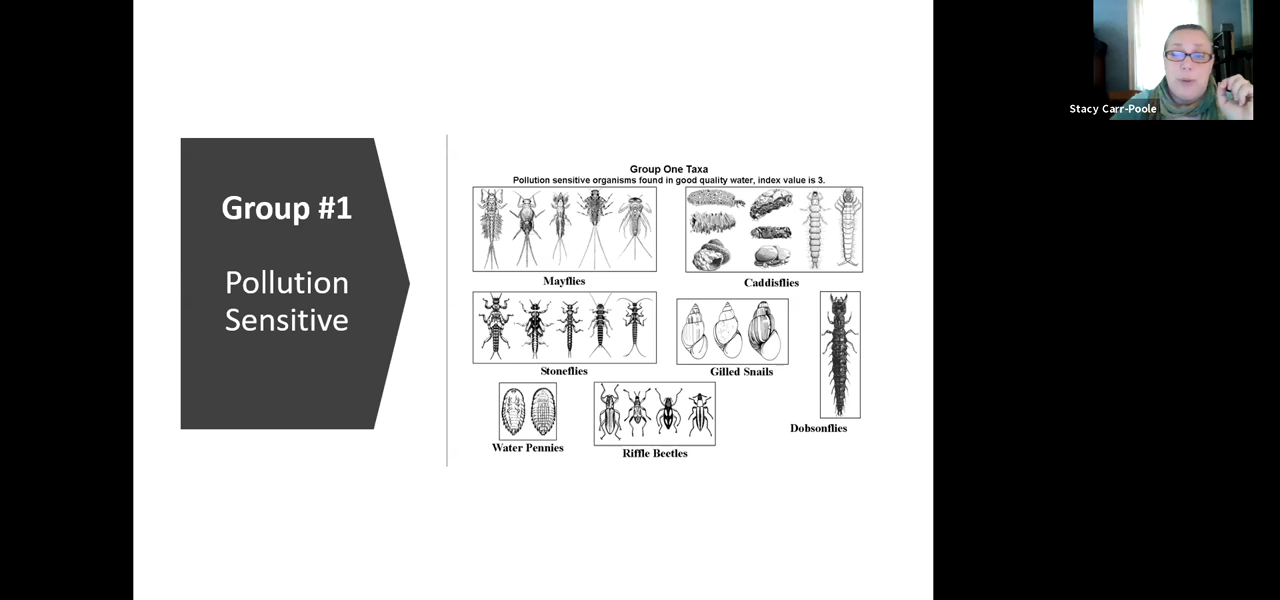 Group #1
Pollution
Sensitive
Group One Taxa
Pollution sensitive organisms found in good quality water, index value is 3.
Mayflies
Caddisflies
Stoneflies
Gilled Snails
Dobsonflies
Water Pennies
Riffle Beetles
Stacy Carr-Poole